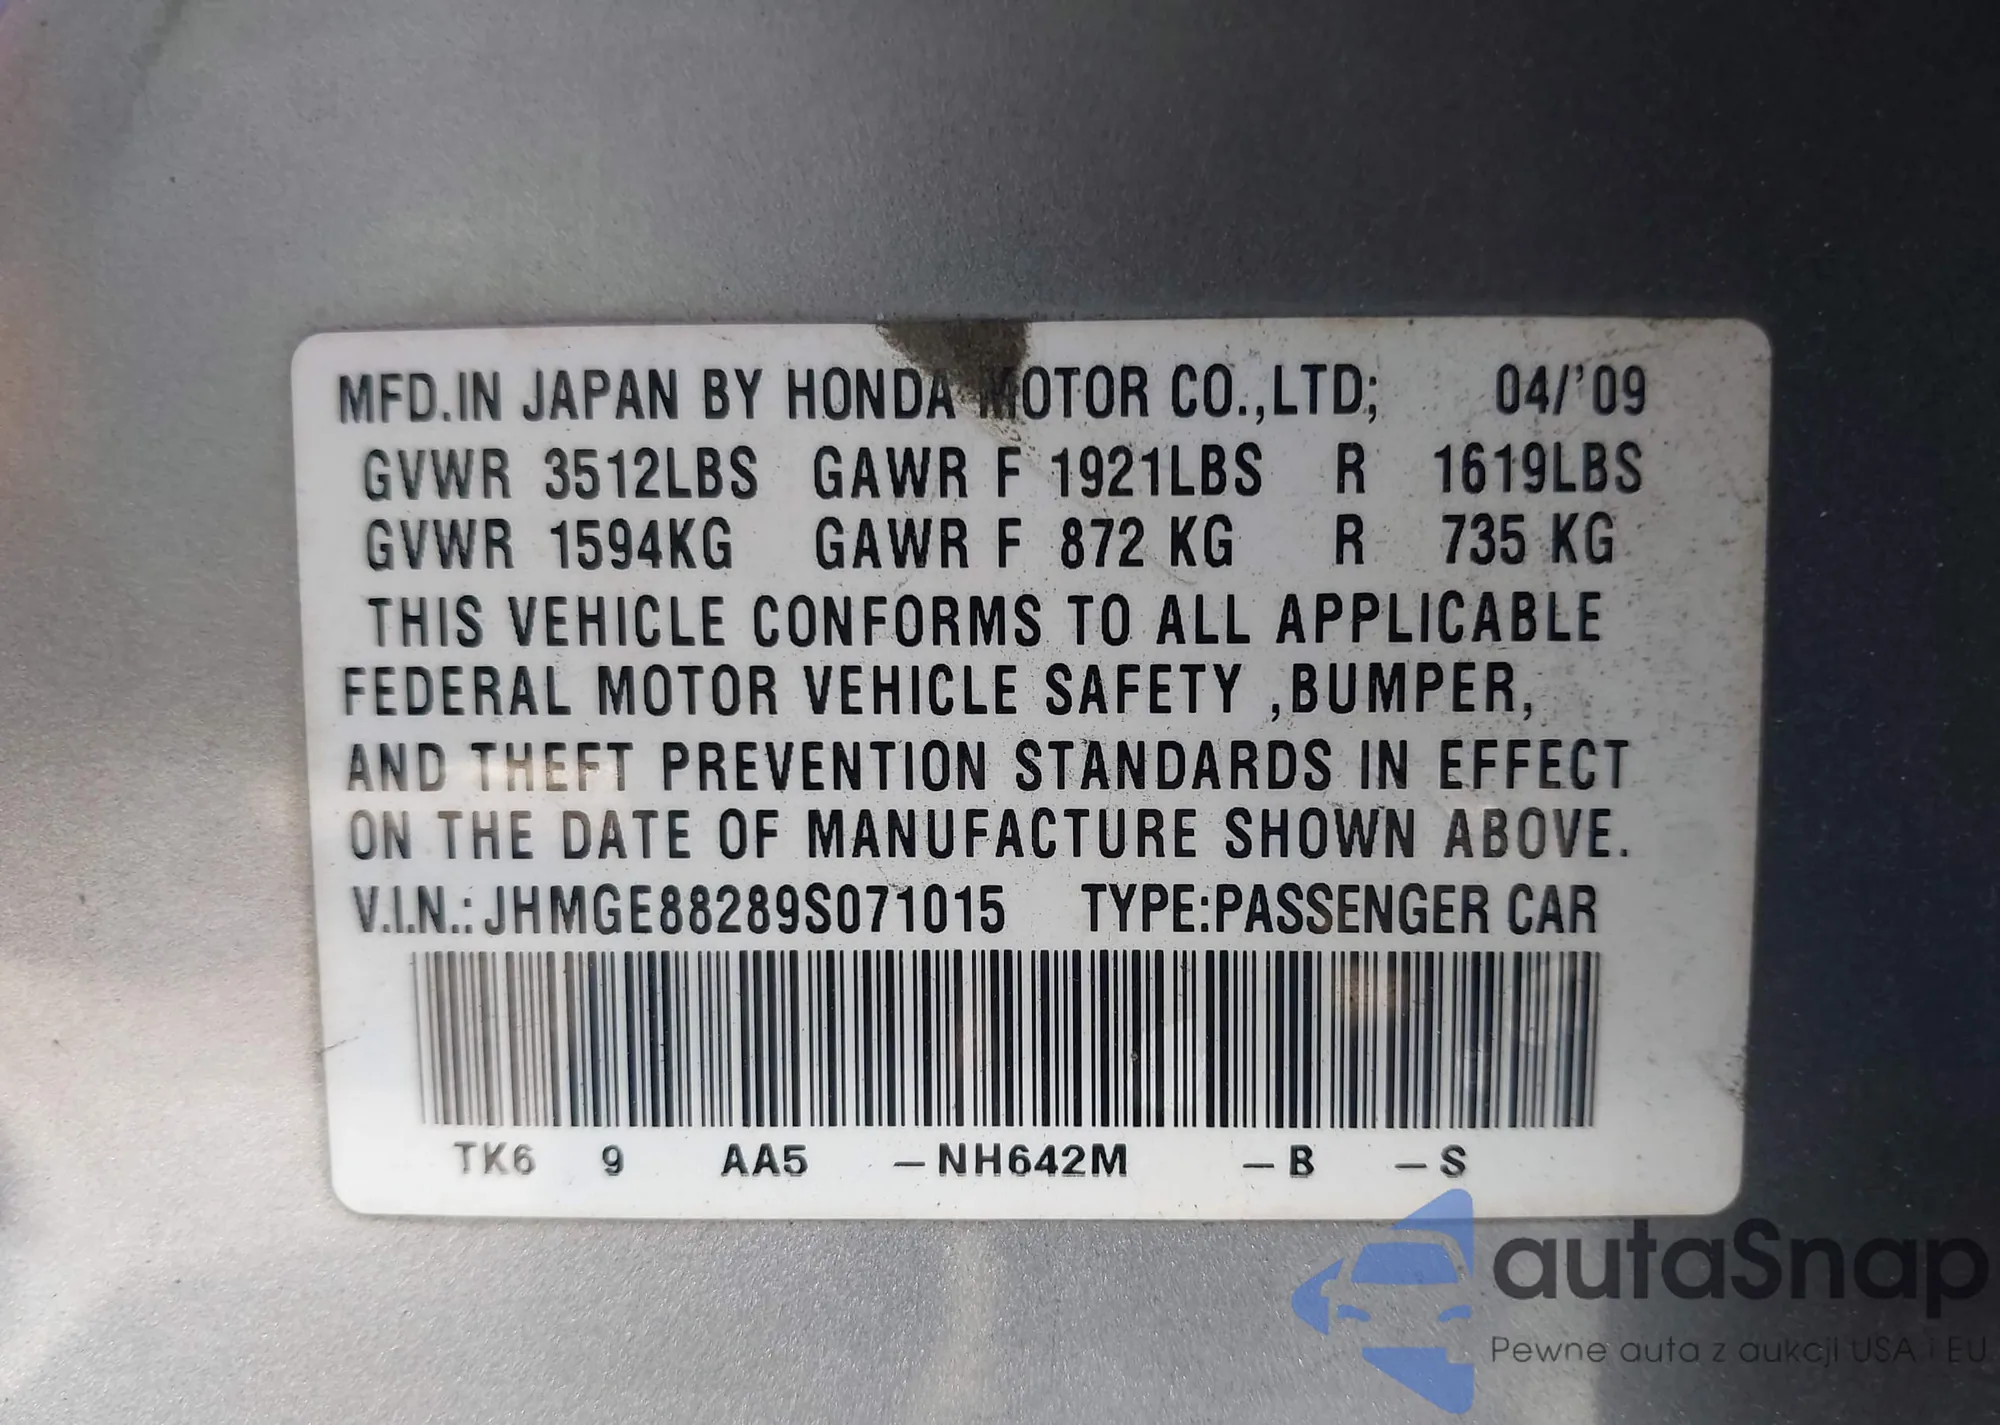 MFD.IN JAPAN BY HONDA MOTOR CO.,LTD; 04/'09
GVWR 3512LBS GAWR F 1921LBS R 1619LBS
GVWR 1594KG GAWR F 872 KG R 735 KG
THIS VEHICLE CONFORMS TO ALL APPLICABLE
FEDERAL MOTOR VEHICLE SAFETY ,BUMPER,
AND THEFT PREVENTION STANDARDS IN EFFECT
ON THE DATE OF MANUFACTURE SHOWN ABOVE.
V.I.N.: JHMGE88289S071015 TYPE:PASSENGER CAR
TK6 9 AA5 –NH642M –B –S
autaSnap
Pewne auta z aukcji USA i EU